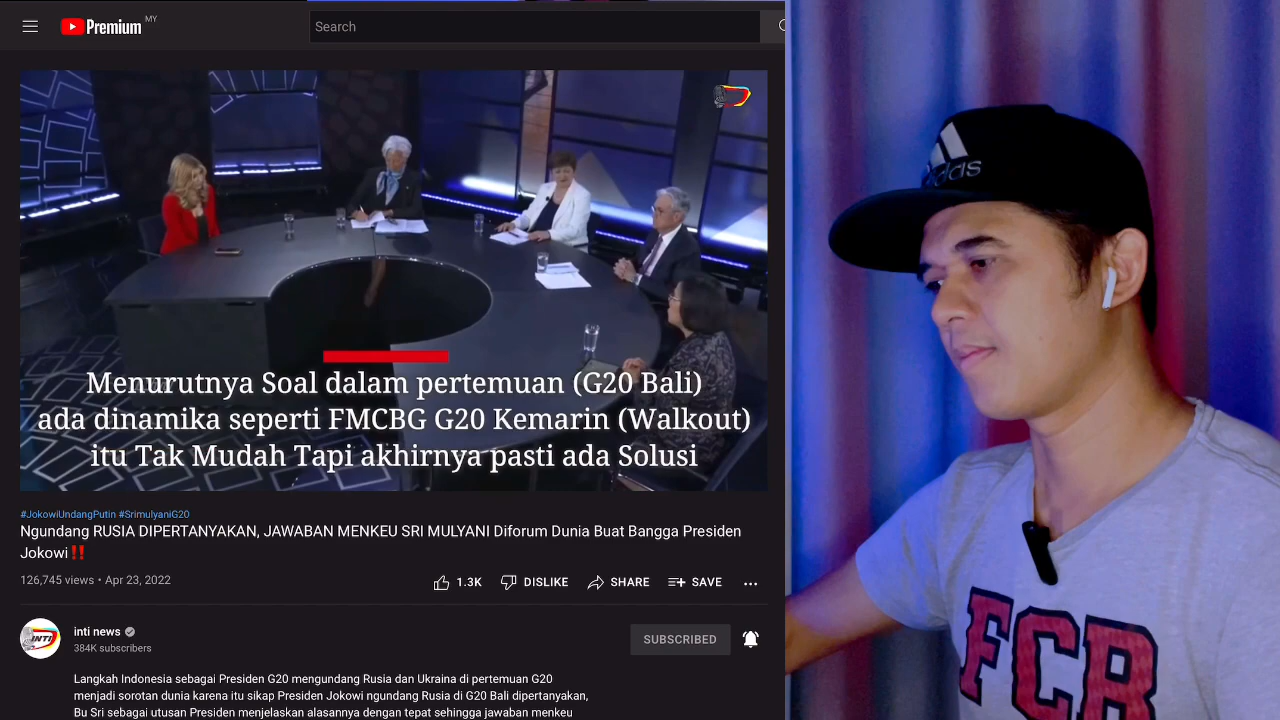 Premium MY
Search
Menurutnya Soal dalam pertemuan (G20 Bali)
ada dinamika seperti FMCBG G20 Kemarin (Walkout)
itu Tak Mudah Tapi akhirnya pasti ada Solusi
#JokowiUndangPutin #SrimulyaniG20
Ngundang RUSIA DIPERTANYAKAN, JAWABAN MENKEU SRI MULYANI Diforum Dunia Buat Bangga Presiden
Jokowi‼️
126,745 views • Apr 23, 2022
1.3K DISLIKE SHARE SAVE
INTI
inti news
384K subscribers
SUBSCRIBED
Langkah Indonesia sebagai Presiden G20 mengundang Rusia dan Ukraina di pertemuan G20
menjadi sorotan dunia karena itu sikap Presiden Jokowi ngundang Rusia di G20 Bali dipertanyakan,
Bu Sri sebagai utusan Presiden menjelaskan alasannya dengan tepat sehingga jawaban menkeu
adidas
FCB